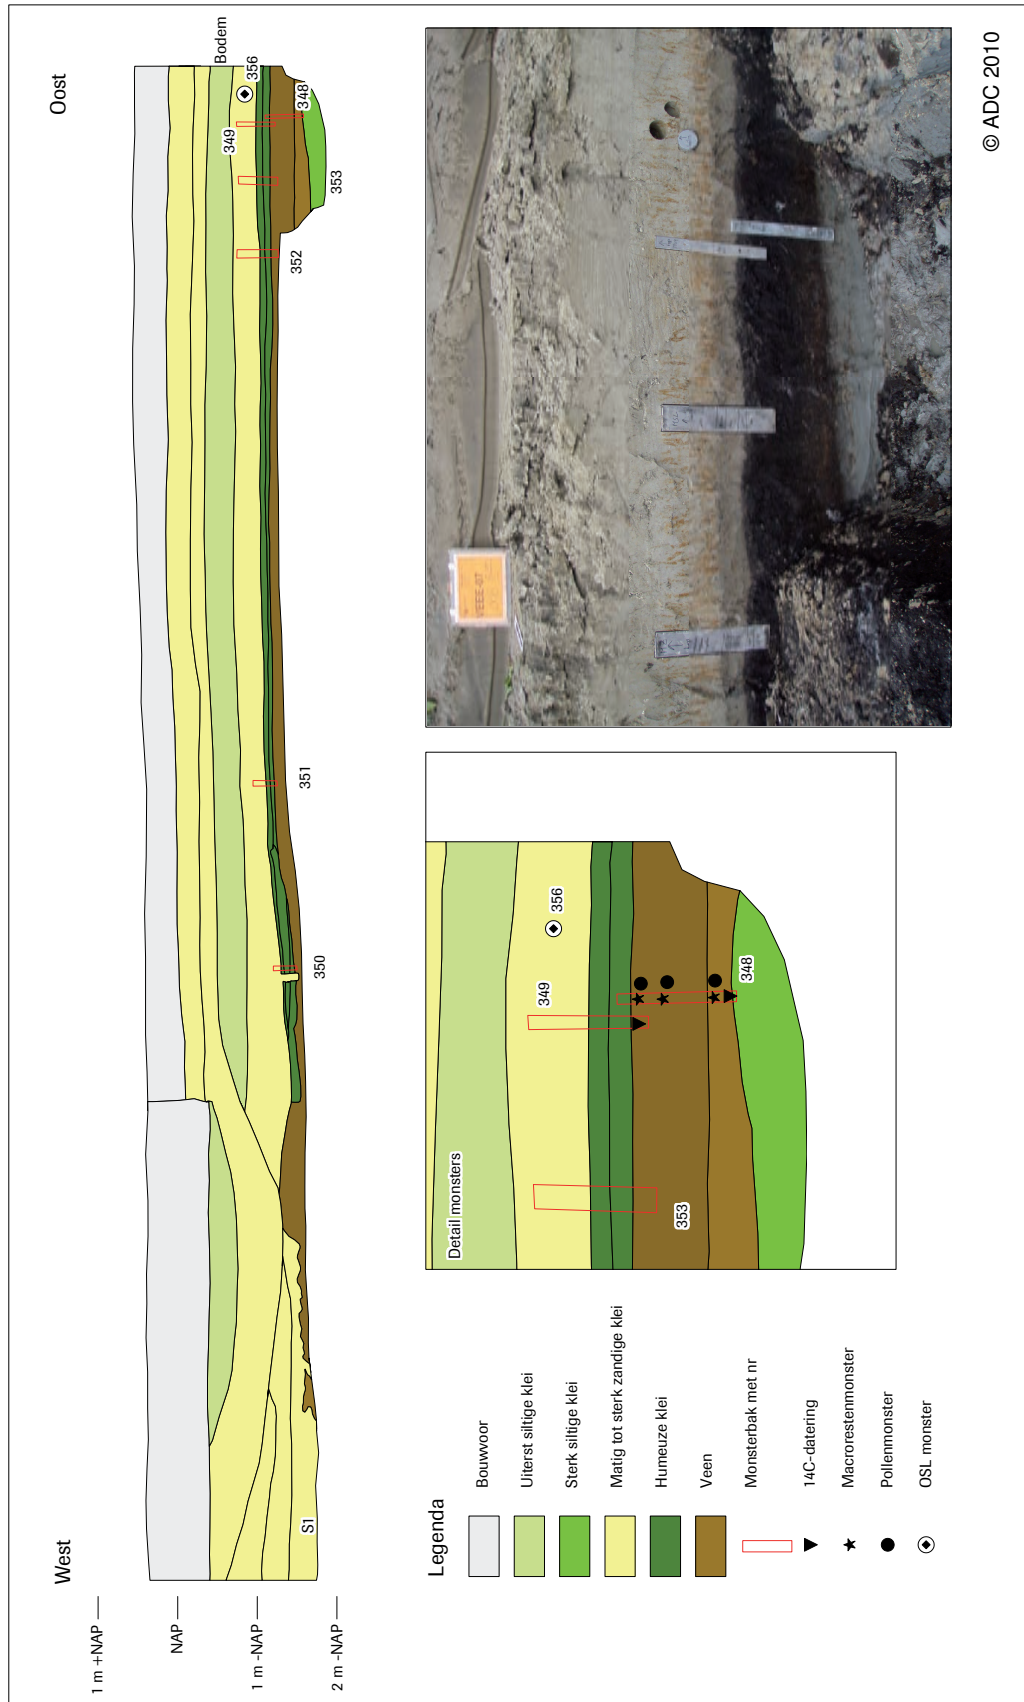 West
Oost
1 m +NAP
NAP
1 m -NAP
2 m -NAP
Bodem
356
348
349
353
352
351
350
S1
Legenda
Bouwvoor
Uiterst siltige klei
Sterk siltige klei
Matig tot sterk zandige klei
Humeuze klei
Veen
Monsterbak met nr
14C-datering
Macrorestenmonster
Pollenmonster
OSL monster
Detail monsters
349
356
348
353
© ADC 2010